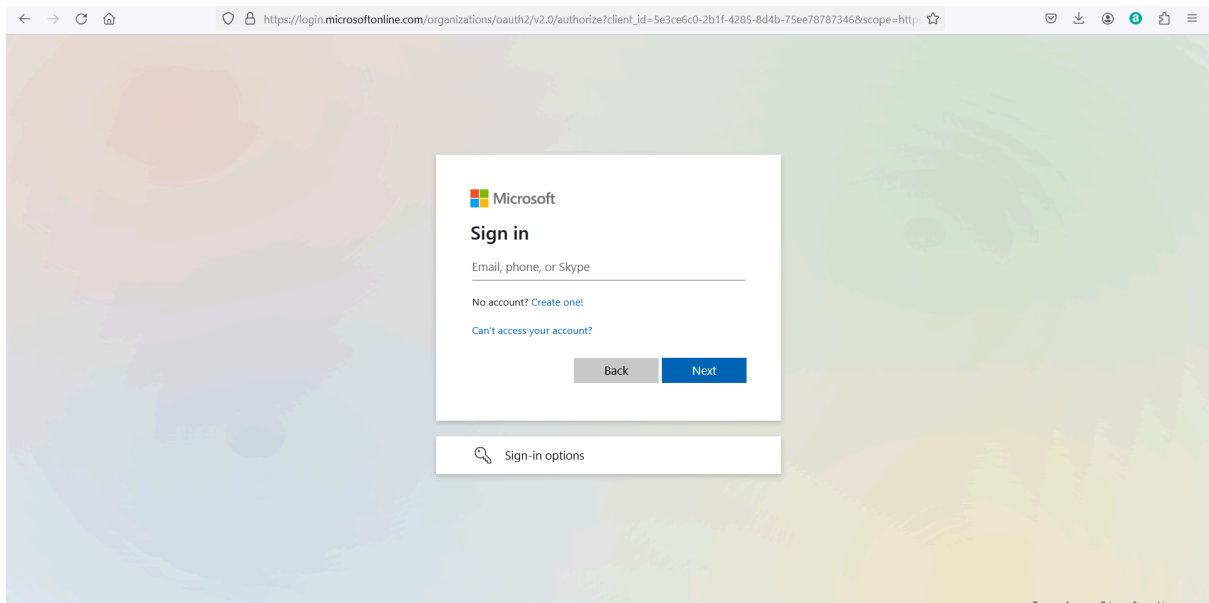 https://login.microsoftonline.com/organizations/oauth2/v2.0/authorize?client_id=5e3ce6c0-2b1f-4285-8d4b-75ee78787346&scope=http
a
Microsoft
Sign in
Email, phone, or Skype
No account? Create one!
Can't access your account?
Back Next
Sign-in options